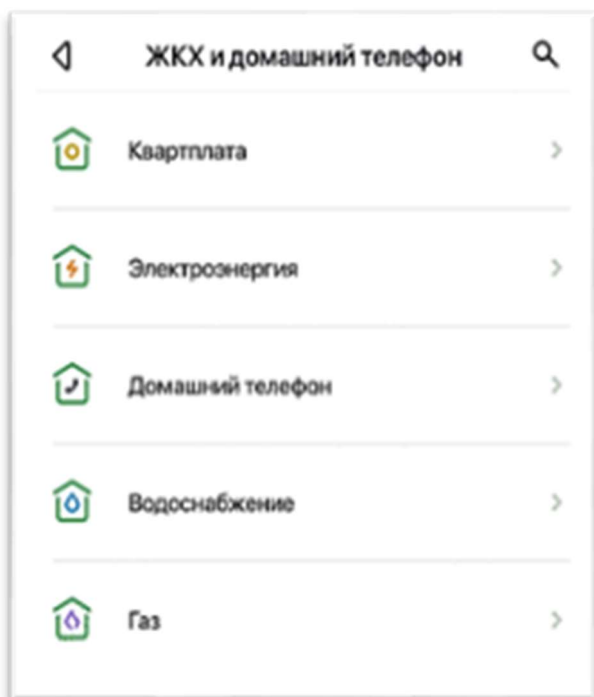 ЖКХ и домашний телефон
Квартплата
Электроэнергия
Домашний телефон
Водоснабжение
Газ